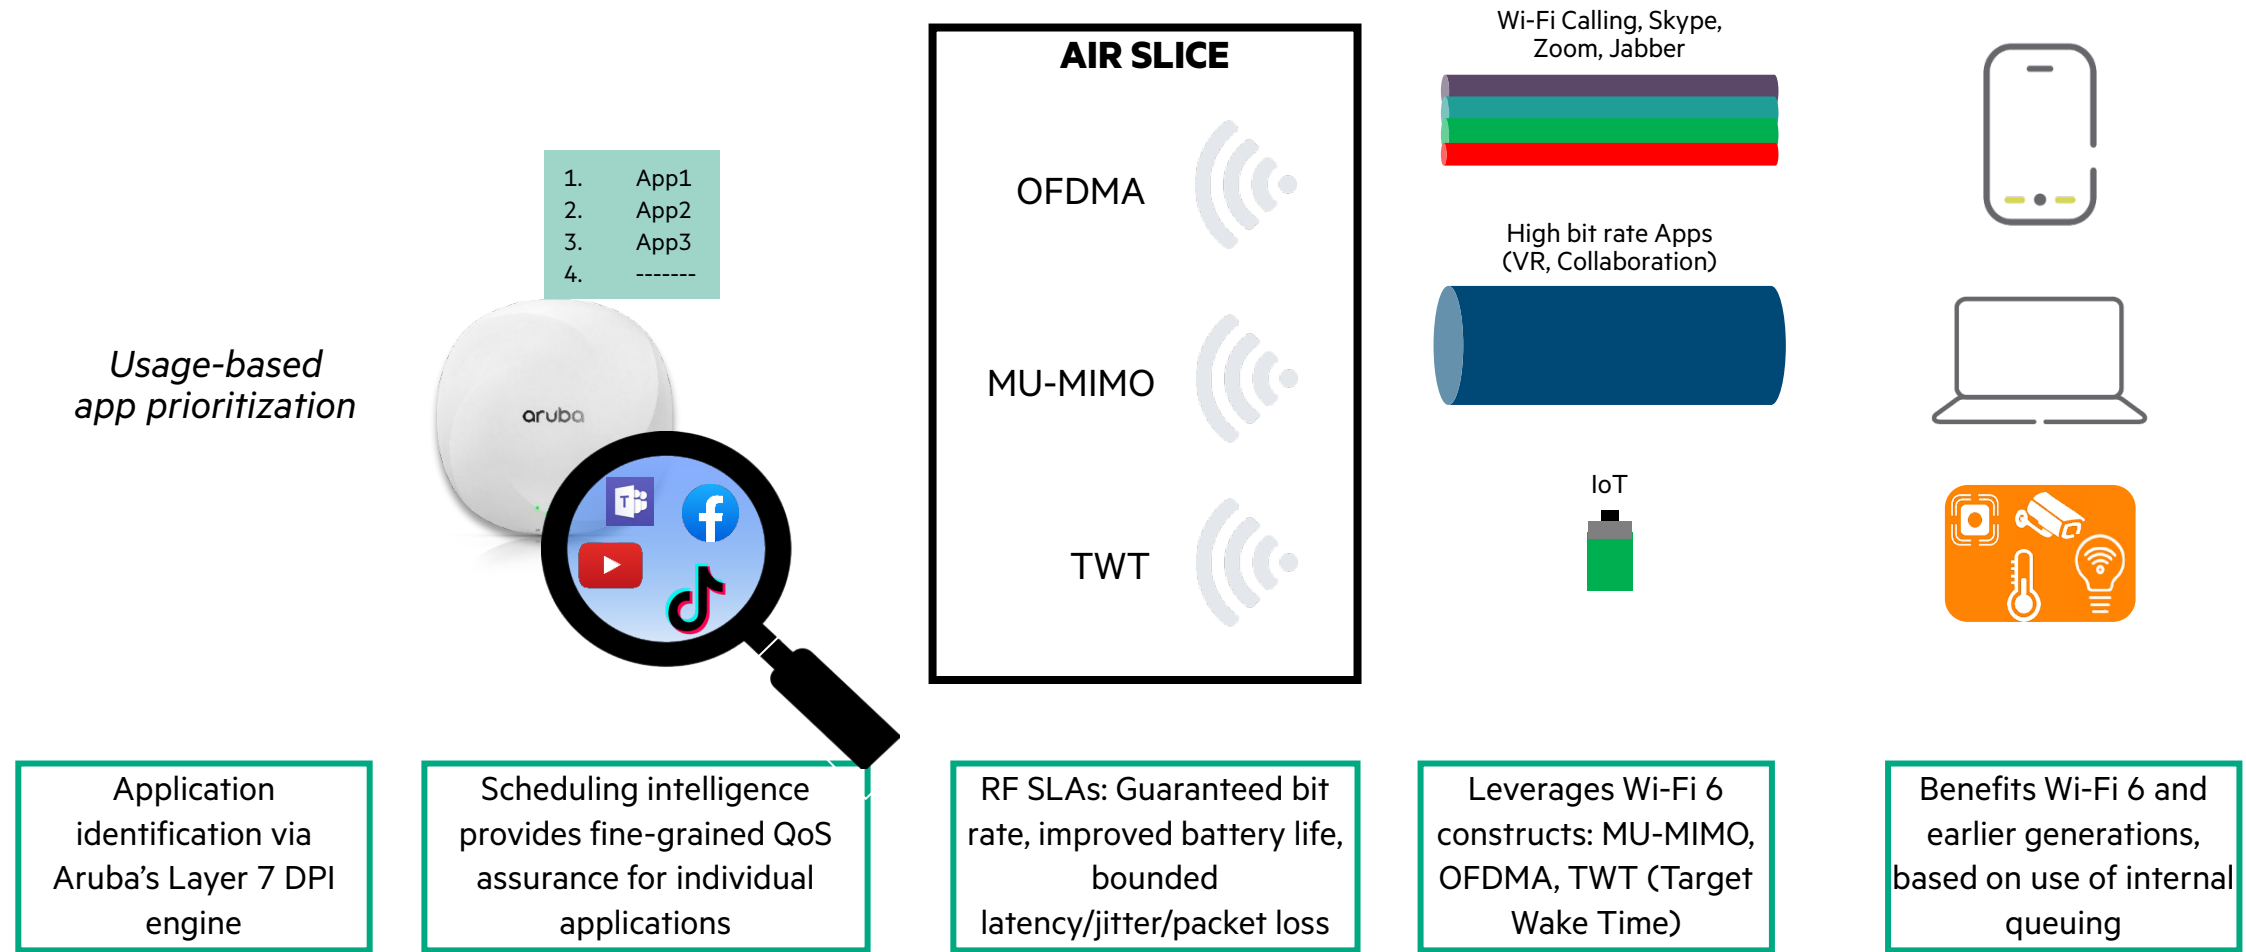 Usage-based
app prioritization
1. App1
2. App2
3. App3
4. -------
aruba
T
AIR SLICE
OFDMA
MU-MIMO
TWT
Wi-Fi Calling, Skype,
Zoom, Jabber
High bit rate Apps
(VR, Collaboration)
IoT
Application
identification via
Aruba’s Layer 7 DPI
engine
Scheduling intelligence
provides fine-grained QoS
assurance for individual
applications
RF SLAs: Guaranteed bit
rate, improved battery life,
bounded
latency/jitter/packet loss
Leverages Wi-Fi 6
constructs: MU-MIMO,
OFDMA, TWT (Target
Wake Time)
Benefits Wi-Fi 6 and
earlier generations,
based on use of internal
queuing